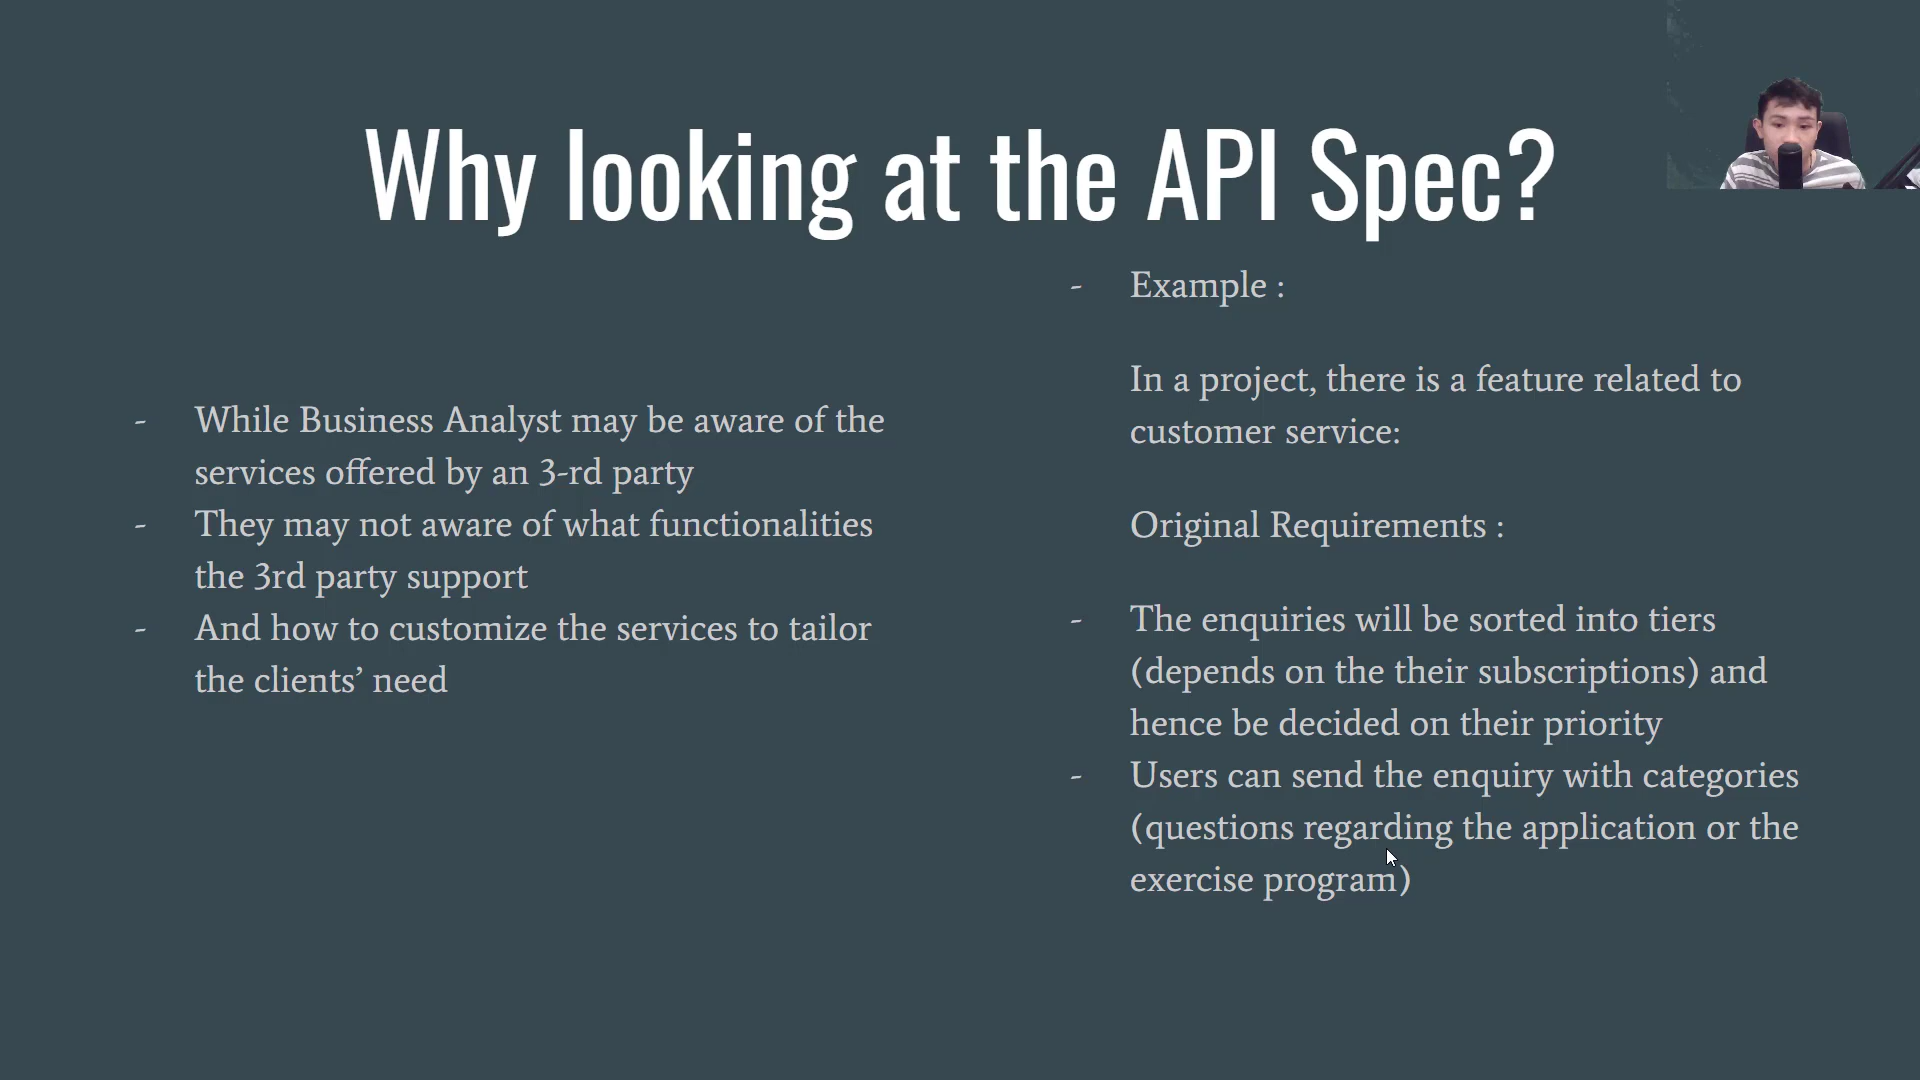 Why looking at the API Spec?
- While Business Analyst may be aware of the
services offered by an 3-rd party
- They may not aware of what functionalities
the 3rd party support
- And how to customize the services to tailor
the clients’ need
- Example :
In a project, there is a feature related to
customer service:
Original Requirements :
- The enquiries will be sorted into tiers
(depends on the their subscriptions) and
hence be decided on their priority
- Users can send the enquiry with categories
(questions regarding the application or the
exercise program)